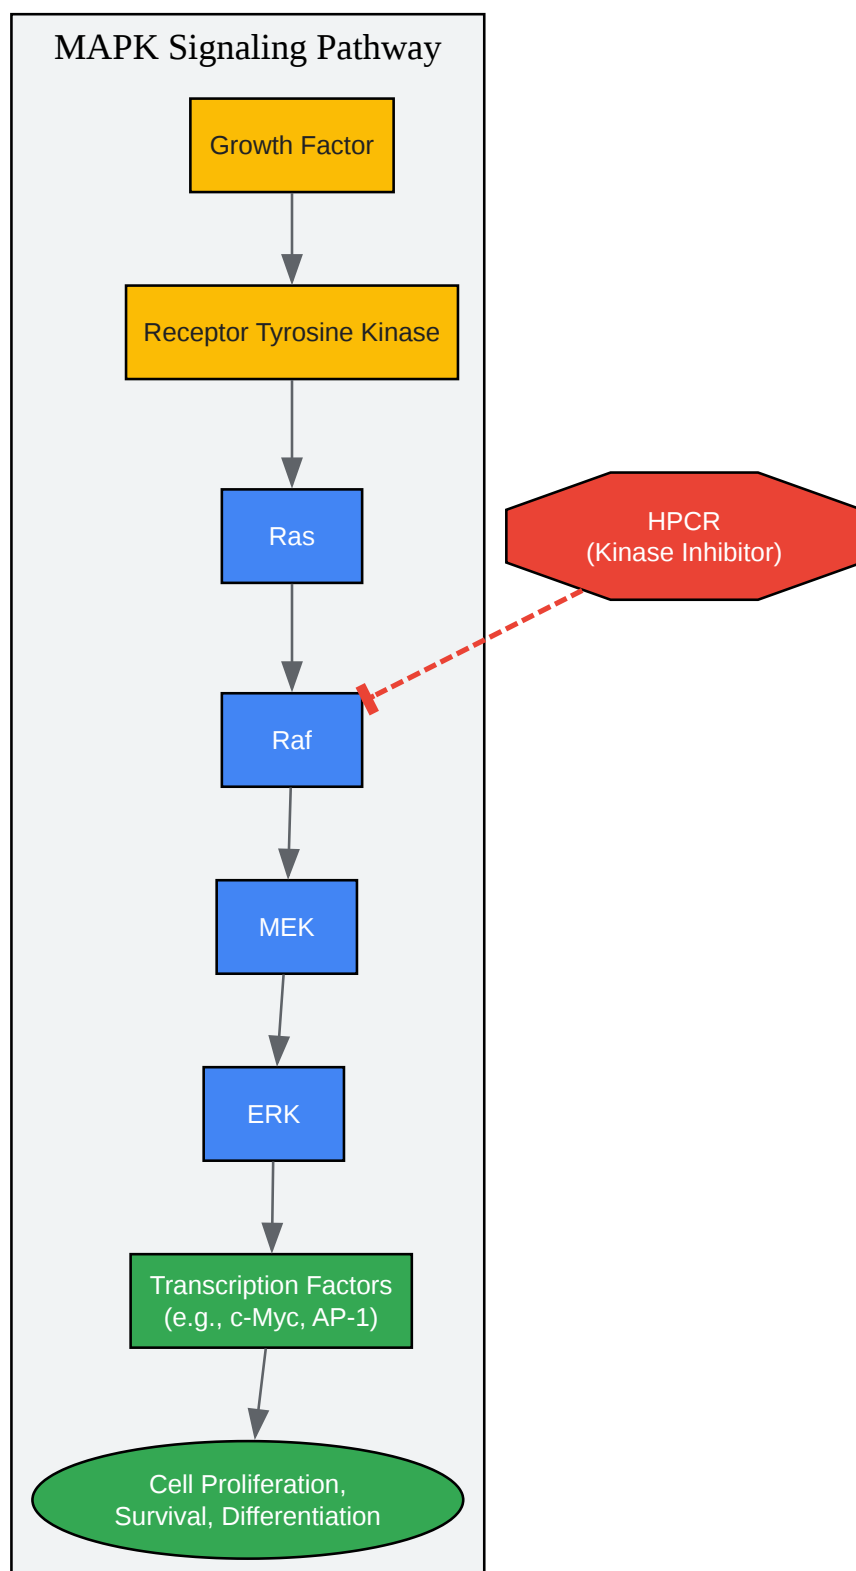 MAPK Signaling Pathway
Growth Factor
Receptor Tyrosine Kinase
Ras
HPCR
(Kinase Inhibitor)
Raf
MEK
ERK
Transcription Factors
(e.g., c-Myc, AP-1)
Cell Proliferation,
Survival, Differentiation